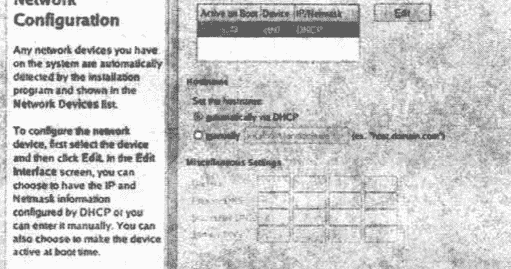 Network
Configuration
Any network devices you have
on the system are automatically
detected by the installation
program and shown in the
Network Devices list.
To configure the network
device, first select the device
and then click Edit. In the Edit
Interface screen, you can
choose to have the IP and
Netmask information
configured by DHCP or you
can enter it manually. You can
also choose to make the device
active at boot time.
Active on Boot Device IP/Netmask
eth0 DHCP
Edit
Hostname
Set the hostname:
automatically via DHCP
manually (ex. "host.domain.com")
Miscellaneous Settings